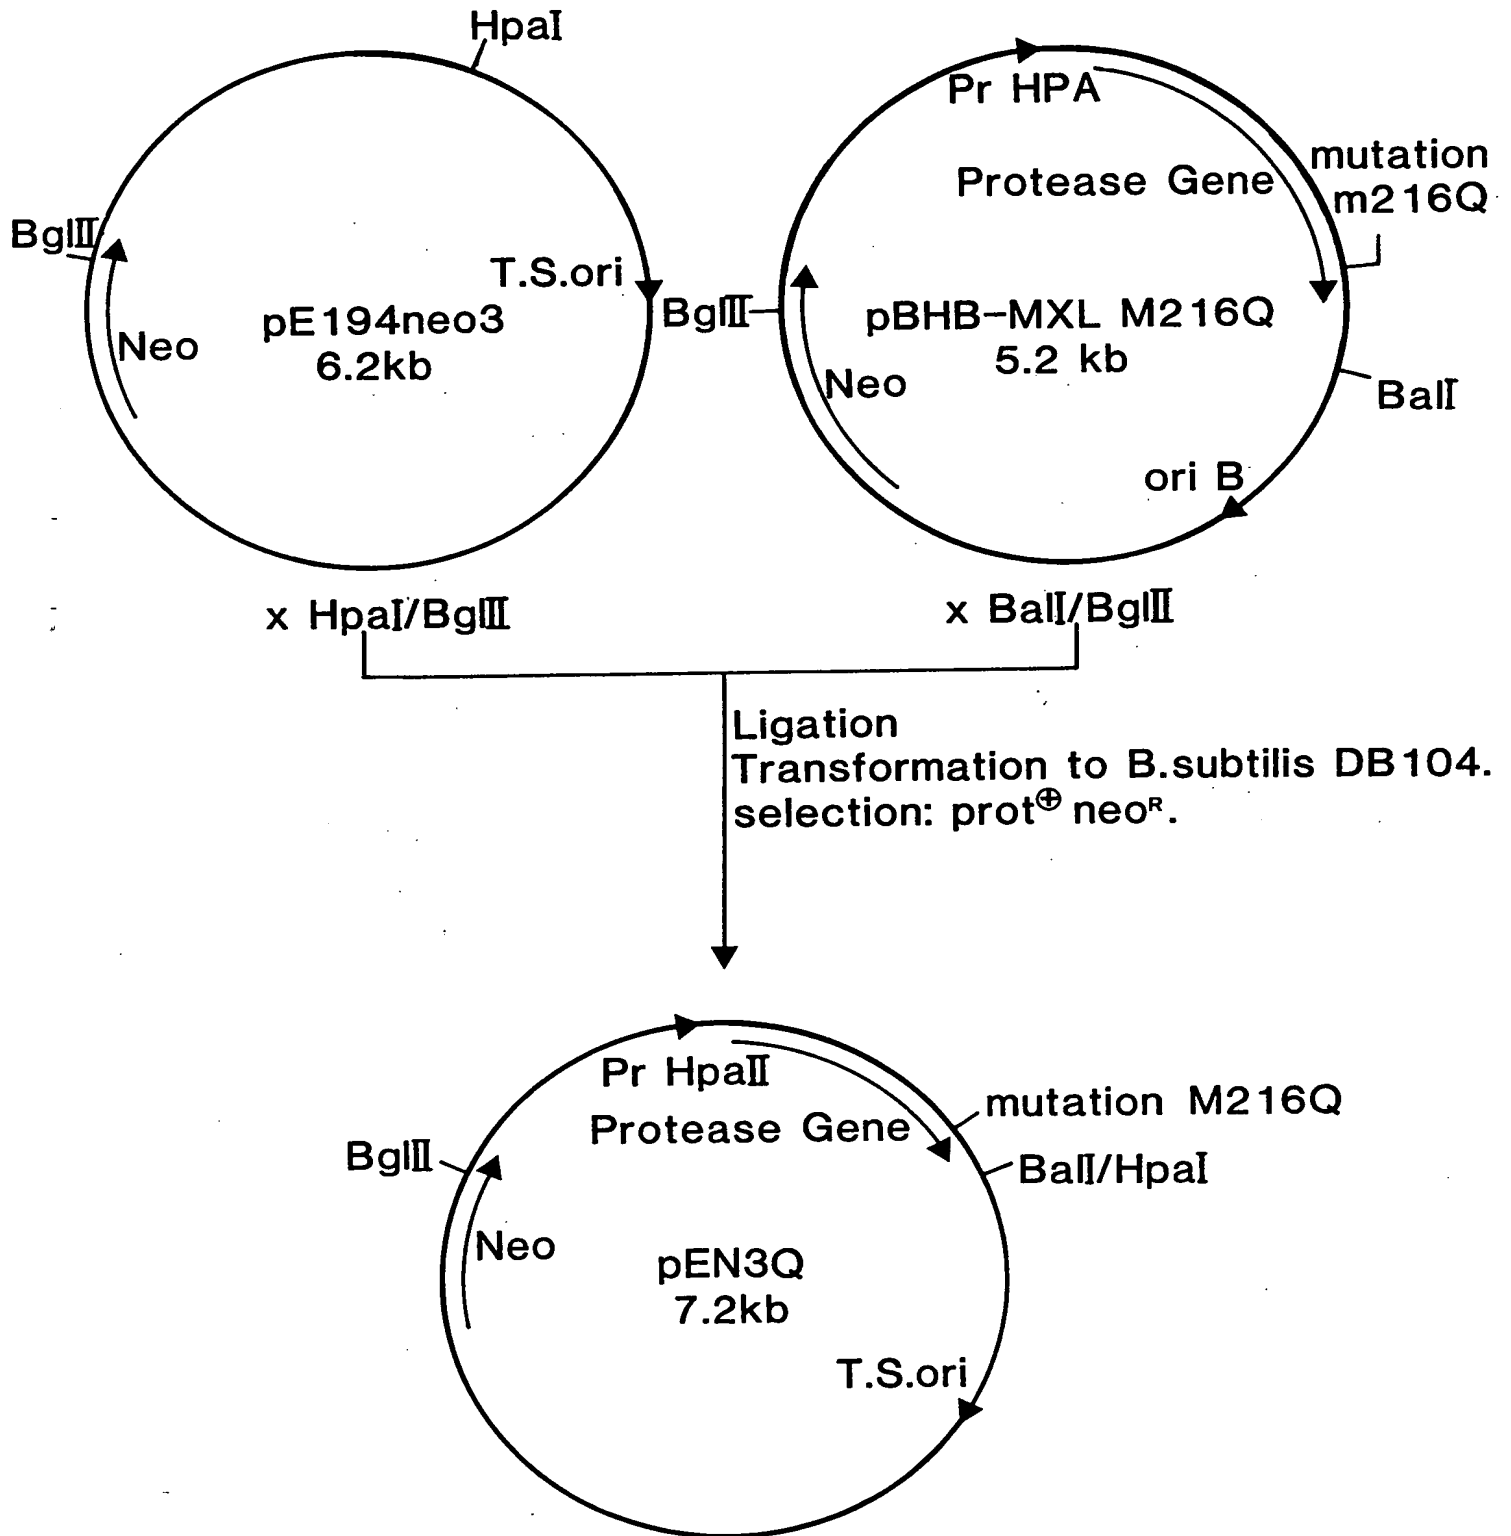 HpaI
BglII
T.S.ori
pE194neo3
6.2kb
Neo
x HpaI/BglII
Pr HPA
Protease Gene
mutation
m216Q
BglII
pBHB-MXL M216Q
5.2 kb
Neo
BalI
ori B
x BalI/BglII
Ligation
Transformation to B.subtilis DB104.
selection: prot⊕ neoᴿ.
Pr HpaII
Protease Gene
mutation M216Q
BglII
BalI/HpaI
Neo
pEN3Q
7.2kb
T.S.ori